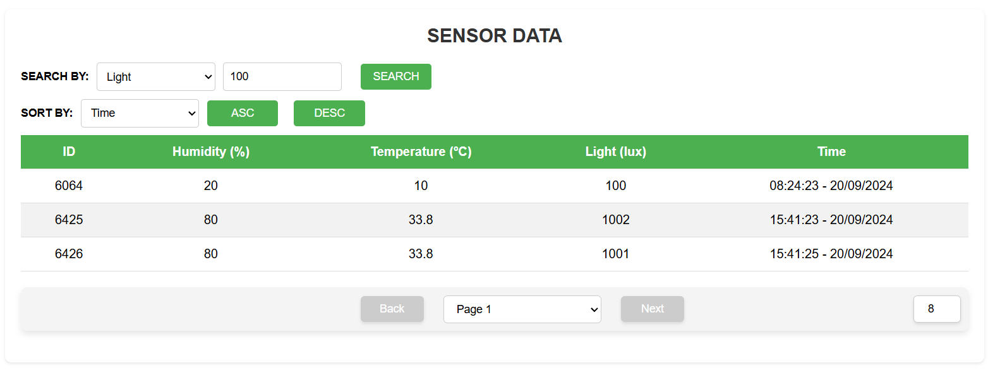 SENSOR DATA
SEARCH BY: Light 100 SEARCH
SORT BY: Time ASC DESC
ID Humidity (%) Temperature (ºC) Light (lux) Time
6064 20 10 100 08:24:23 - 20/09/2024
6425 80 33.8 1002 15:41:23 - 20/09/2024
6426 80 33.8 1001 15:41:25 - 20/09/2024
Back Page 1 Next 8